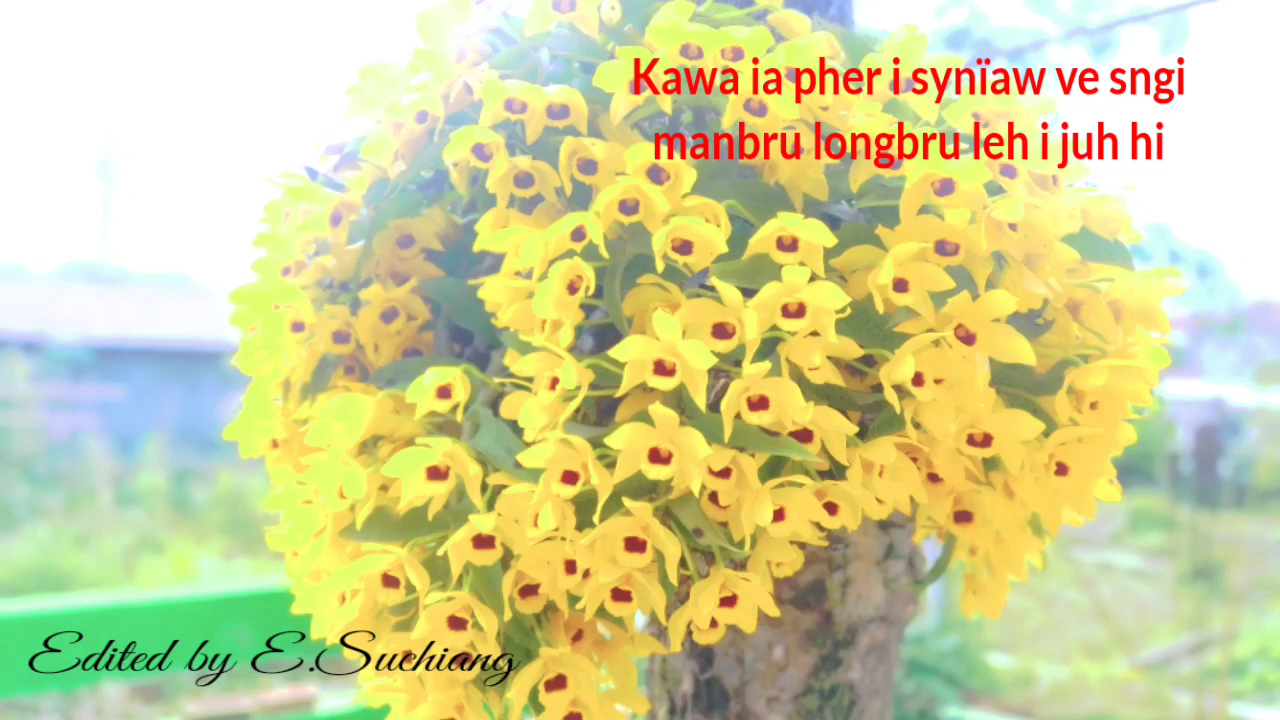 Kawa ia pher i synïaw ve sngi
manbru longbru leh i juh hi
Edited by E.Suchiang